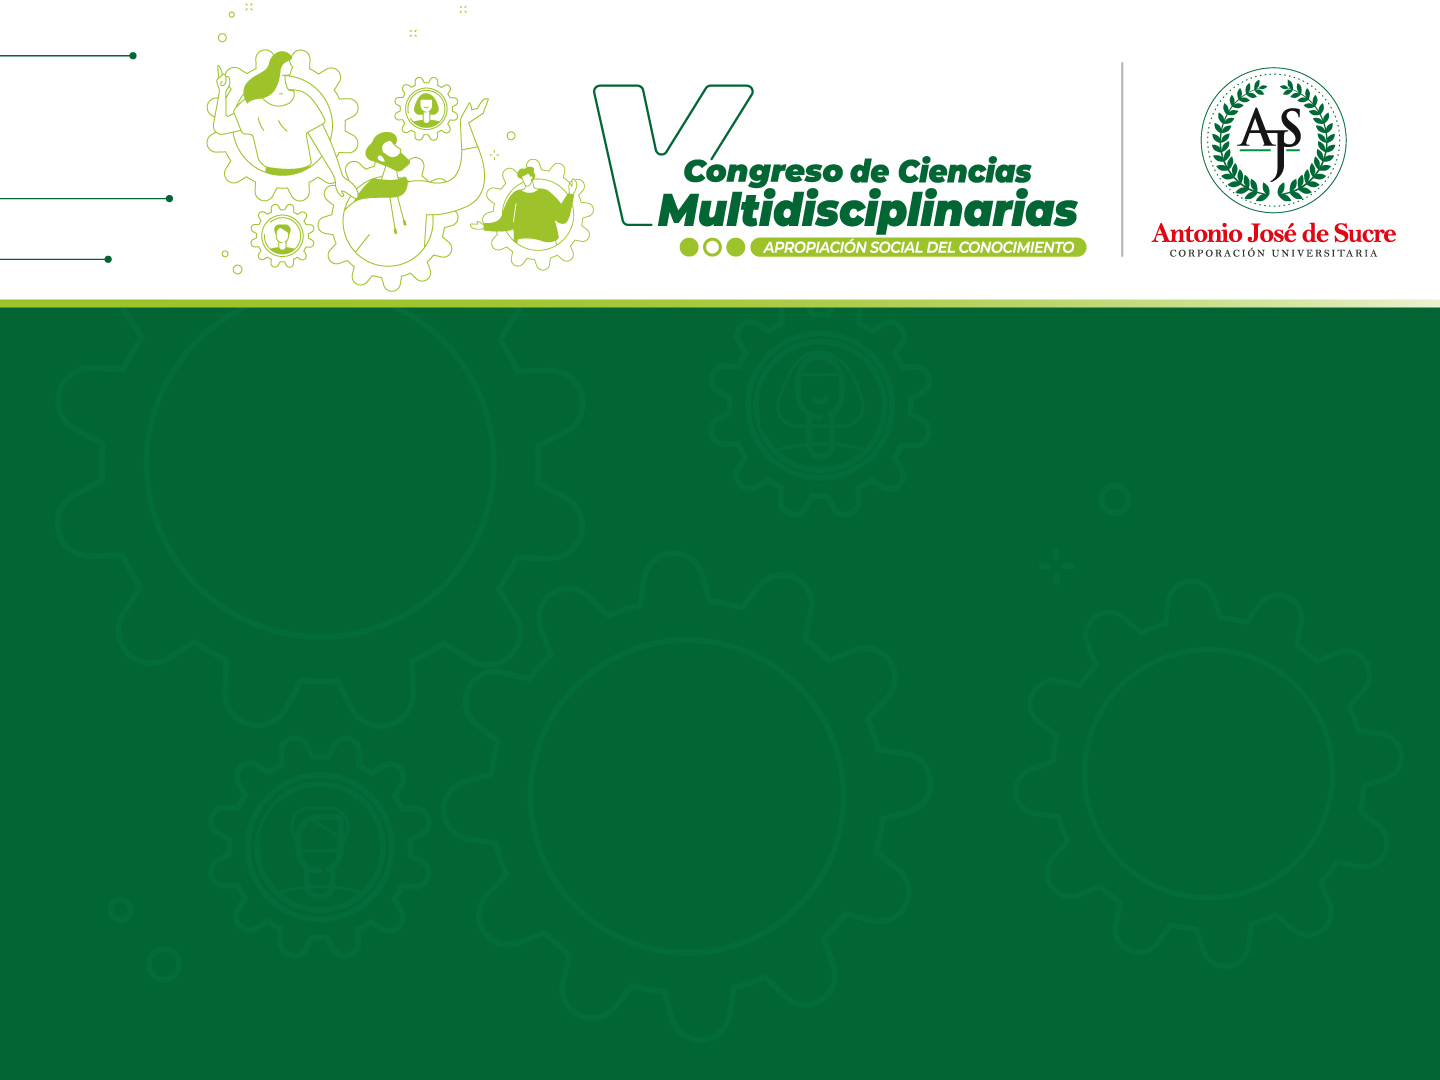 V
Congreso de Ciencias
Multidisciplinarias
APROPIACIÓN SOCIAL DEL CONOCIMIENTO
AJS
Antonio José de Sucre
CORPORACIÓN UNIVERSITARIA